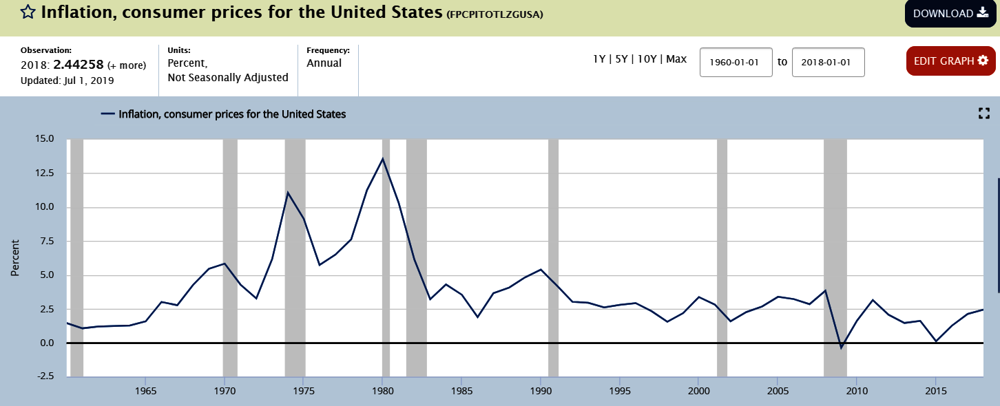 Inflation, consumer prices for the United States (FPCPITOTLZGUSA)
DOWNLOAD
Observation:
2018: 2.44258 (+ more)
Updated: Jul 1, 2019
Units:
Percent,
Not Seasonally Adjusted
Frequency:
Annual
1Y | 5Y | 10Y | Max
1960-01-01 to 2018-01-01
EDIT GRAPH
Inflation, consumer prices for the United States
Percent
15.0
12.5
10.0
7.5
5.0
2.5
0.0
-2.5
1965 1970 1975 1980 1985 1990 1995 2000 2005 2010 2015